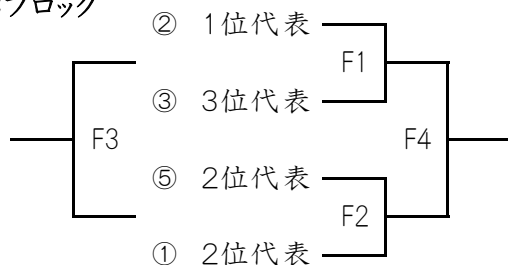 ブロック
② 1位代表
F1
③ 3位代表
F3
F4
⑤ 2位代表
F2
① 2位代表